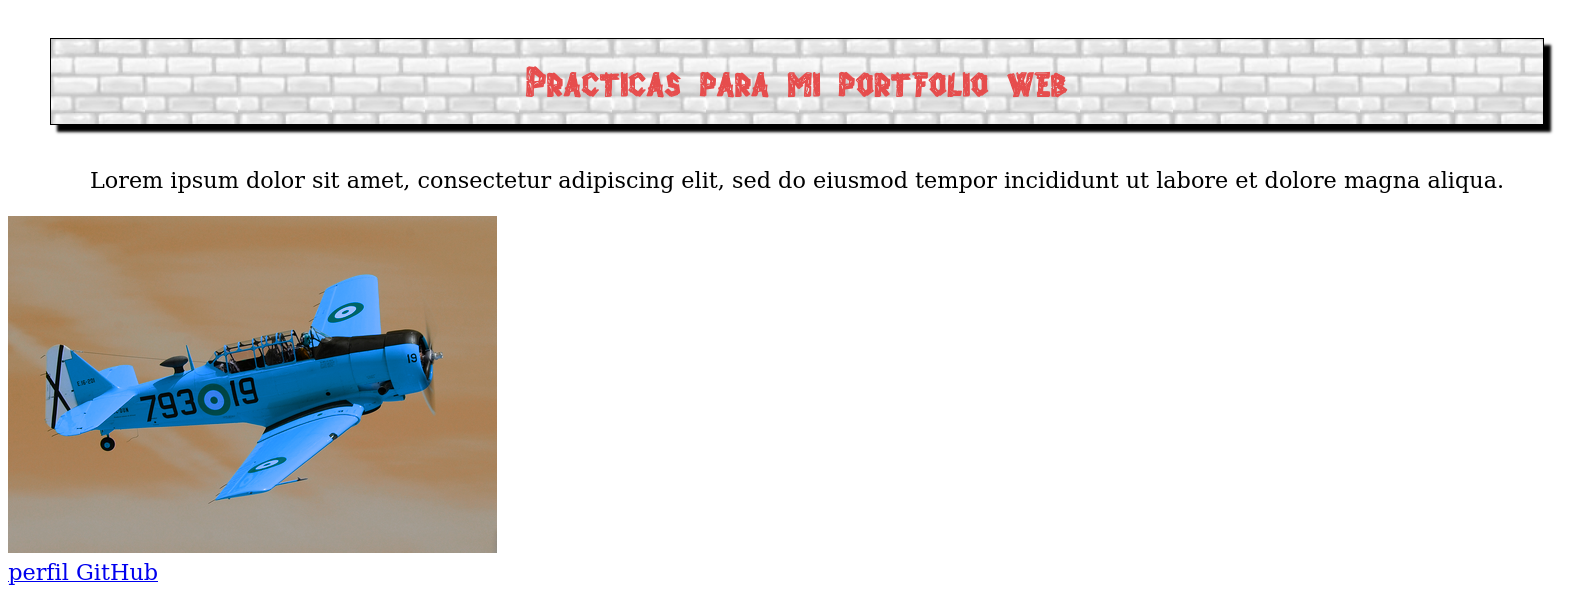 Practicas para mi portfolio web
Lorem ipsum dolor sit amet, consectetur adipiscing elit, sed do eiusmod tempor incididunt ut labore et dolore magna aliqua.
19
793 19
perfil GitHub